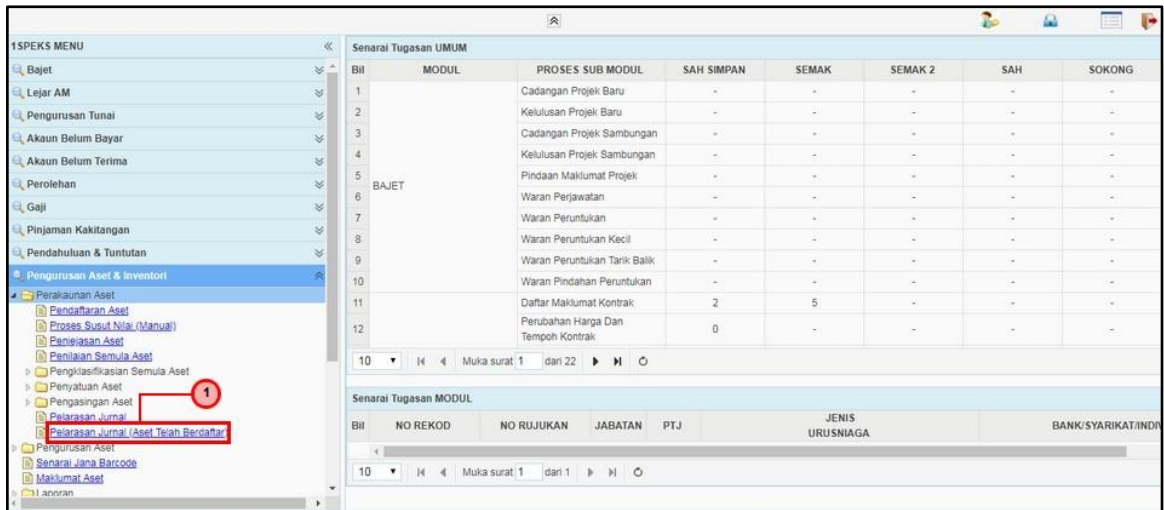 1SPEKS MENU
Bajet
Lejar AM
Pengurusan Tunai
Akaun Belum Bayar
Akaun Belum Terima
Perolehan
Gaji
Pinjaman Kakitangan
Pendahuluan & Tuntutan
Pengurusan Aset & Inventori
Perakaunan Aset
Pendaftaran Aset
Proses Susut Nilai (Manual)
Penjejasan Aset
Penilaian Semula Aset
Pengklasifikasian Semula Aset
Penyatuan Aset
Pengasingan Aset
1
Pelarasan Jurnal
Pelarasan Jurnal (Aset Telah Berdaftar)
Pengurusan Aset
Senarai Jana Barcode
Maklumat Aset
Laporan
Senarai Tugasan UMUM
Bil MODUL PROSES SUB MODUL SAH SIMPAN SEMAK SEMAK 2 SAH SOKONG
1 Cadangan Projek Baru - - - - -
2 Kelulusan Projek Baru - - - - -
3 Cadangan Projek Sambungan - - - - -
4 Kelulusan Projek Sambungan - - - - -
5 Pindaan Maklumat Projek - - - - -
BAJET
6 Waran Perjawatan - - - - -
7 Waran Peruntukan - - - - -
8 Waran Peruntukan Kecil - - - - -
9 Waran Peruntukan Tarik Balik - - - - -
10 Waran Pindahan Peruntukan - - - - -
11 Daftar Maklumat Kontrak 2 5 - - -
12 Perubahan Harga Dan Tempoh Kontrak 0 - - - -
10 Muka surat 1 dari 22
Senarai Tugasan MODUL
Bil NO REKOD NO RUJUKAN JABATAN PTJ JENIS URUSNIAGA BANK/SYARIKAT/INDIV
10 Muka surat 1 dari 1